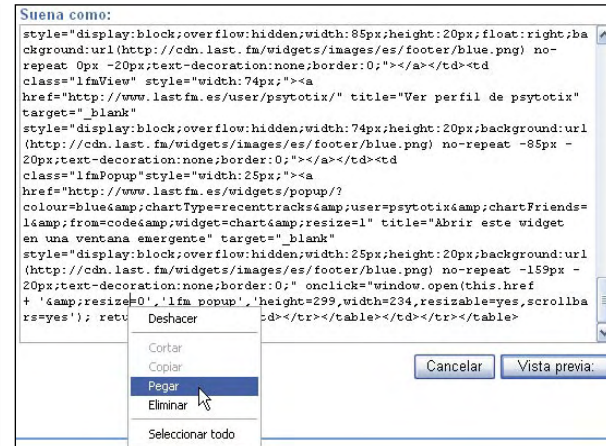 Suena como:
style="display:block;overflow:hidden;width:85px;height:20px;float:right;ba
ckground:url(http://cdn.last.fm/widgets/images/es/footer/blue.png) no-
repeat 0px -20px;text-decoration:none;border:0;"></a></td><td
class="lfmView" style="width:74px;"><a
href="http://www.lastfm.es/user/psytotix/" title="Ver perfil de psytotix"
target="_blank"
style="display:block;overflow:hidden;width:74px;height:20px;background:url
(http://cdn.last.fm/widgets/images/es/footer/blue.png) no-repeat -85px -
20px;text-decoration:none;border:0;"></a></td><td
class="lfmPopup"style="width:25px;"><a
href="http://www.lastfm.es/widgets/popup/?
colour=blue&amp;chartType=recenttracks&amp;user=psytotix&amp;chartFriends=
1&amp;from=code&amp;widget=chart&amp;resize=1" title="Abrir este widget
en una ventana emergente" target="_blank"
style="display:block;overflow:hidden;width:25px;height:20px;background:url
(http://cdn.last.fm/widgets/images/es/footer/blue.png) no-repeat -159px -
20px;text-decoration:none;border:0;" onclick="window.open(this.href
+ '&amp;resize=0','lfm_popup','height=299,width=234,resizable=yes,scrollba
rs=yes'); retu td></tr></table></td></tr></table>
Deshacer
Cortar
Copiar
Pegar
Eliminar
Seleccionar todo
Cancelar Vista previa: